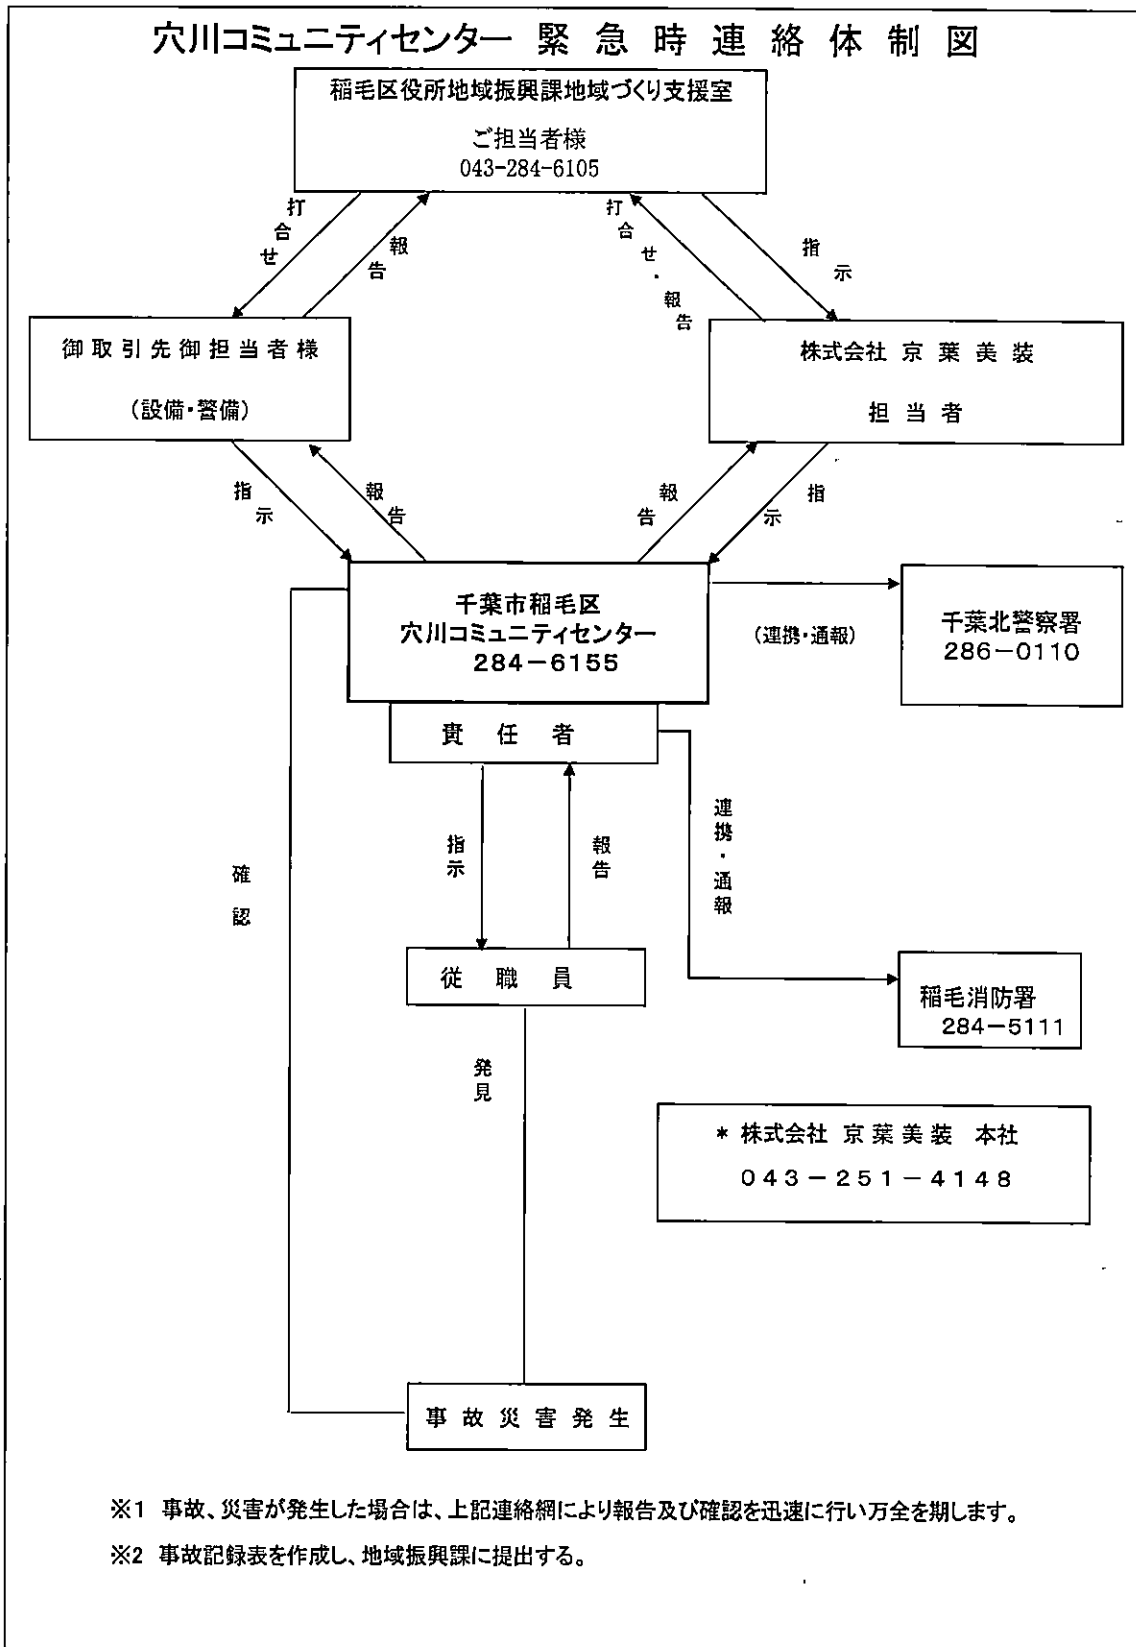 穴川コミュニティセンター 緊急時連絡体制図
稲毛区役所地域振興課地域づくり支援室
ご担当者様
043-284-6105
打合せ
報告
打合せ・報告
指示
御取引先御担当者様
(設備・警備)
株式会社 京葉美装
担当者
指示
報告
報告
指示
千葉市稲毛区
穴川コミュニティセンター
284-6155
(連携・通報)
千葉北警察署
286-0110
責任者
指示
報告
連携・通報
確認
従職員
稲毛消防署
284-5111
発見
* 株式会社 京葉美装 本社
043-251-4148
事故災害発生
※1 事故、災害が発生した場合は、上記連絡網により報告及び確認を迅速に行い万全を期します。
※2 事故記録表を作成し、地域振興課に提出する。